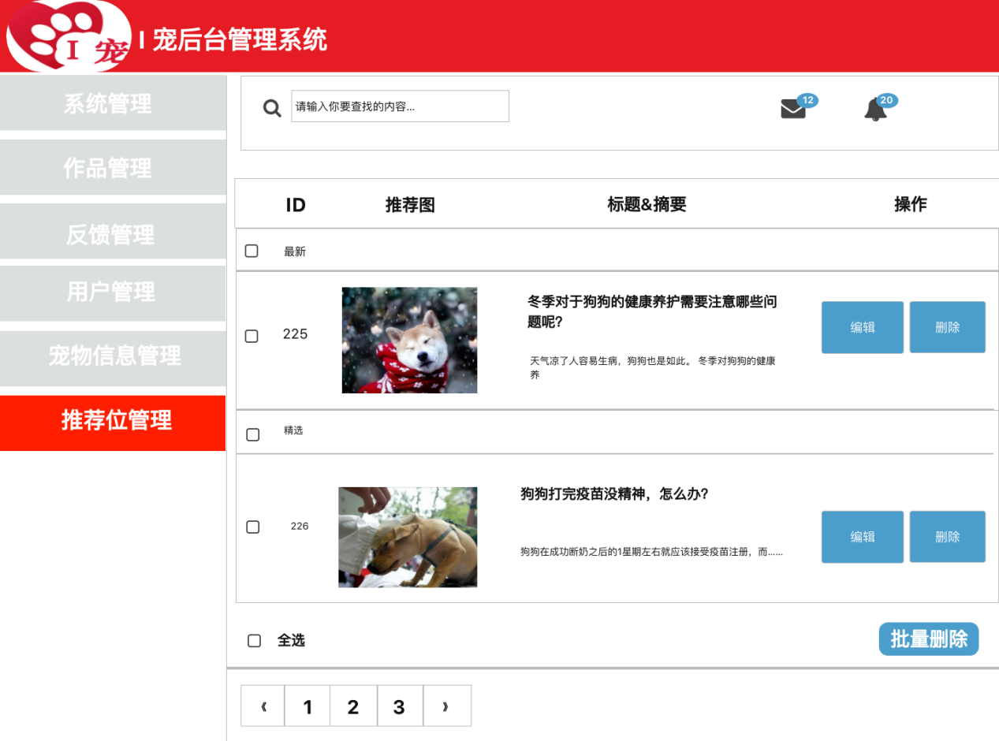 I 宠
I 宠后台管理系统
系统管理
作品管理
反馈管理
用户管理
宠物信息管理
推荐位管理
请输入你要查找的内容...
12
20
ID 推荐图 标题&摘要 操作
最新
225
冬季对于狗狗的健康养护需要注意哪些问
题呢?
天气凉了人容易生病，狗狗也是如此。 冬季对狗狗的健康
养
编辑 删除
精选
226
狗狗打完疫苗没精神，怎么办?
狗狗在成功断奶之后的1星期左右就应该接受疫苗注册，而......
编辑 删除
全选
批量删除
《 1 2 3 》